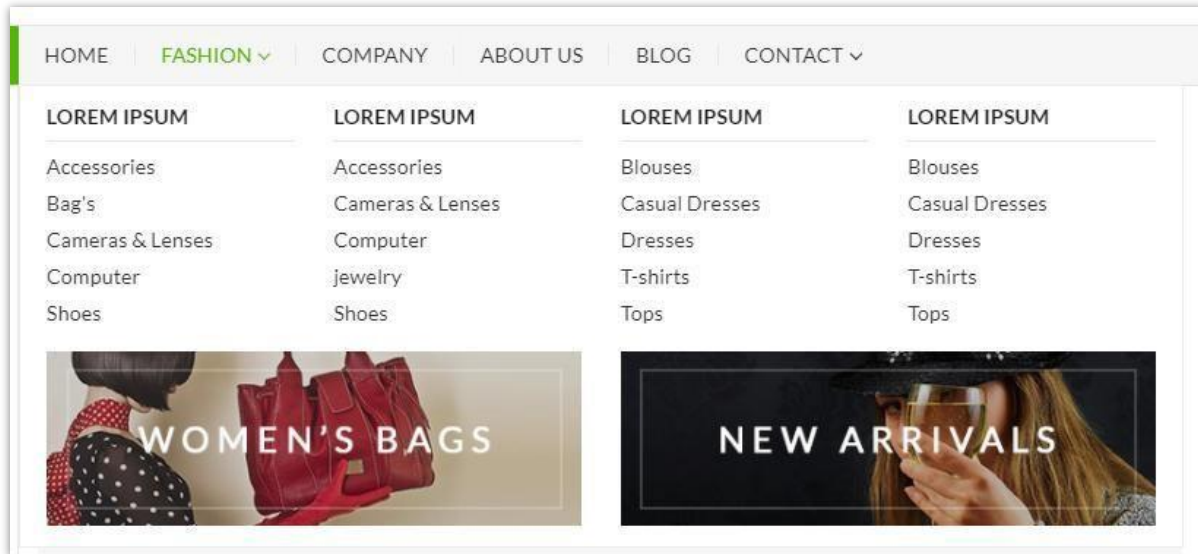 HOME FASHION COMPANY ABOUT US BLOG CONTACT
LOREM IPSUM
Accessories
Bag's
Cameras & Lenses
Computer
Shoes
LOREM IPSUM
Accessories
Cameras & Lenses
Computer
jewelry
Shoes
LOREM IPSUM
Blouses
Casual Dresses
Dresses
T-shirts
Tops
LOREM IPSUM
Blouses
Casual Dresses
Dresses
T-shirts
Tops
WOMEN'S BAGS
NEW ARRIVALS